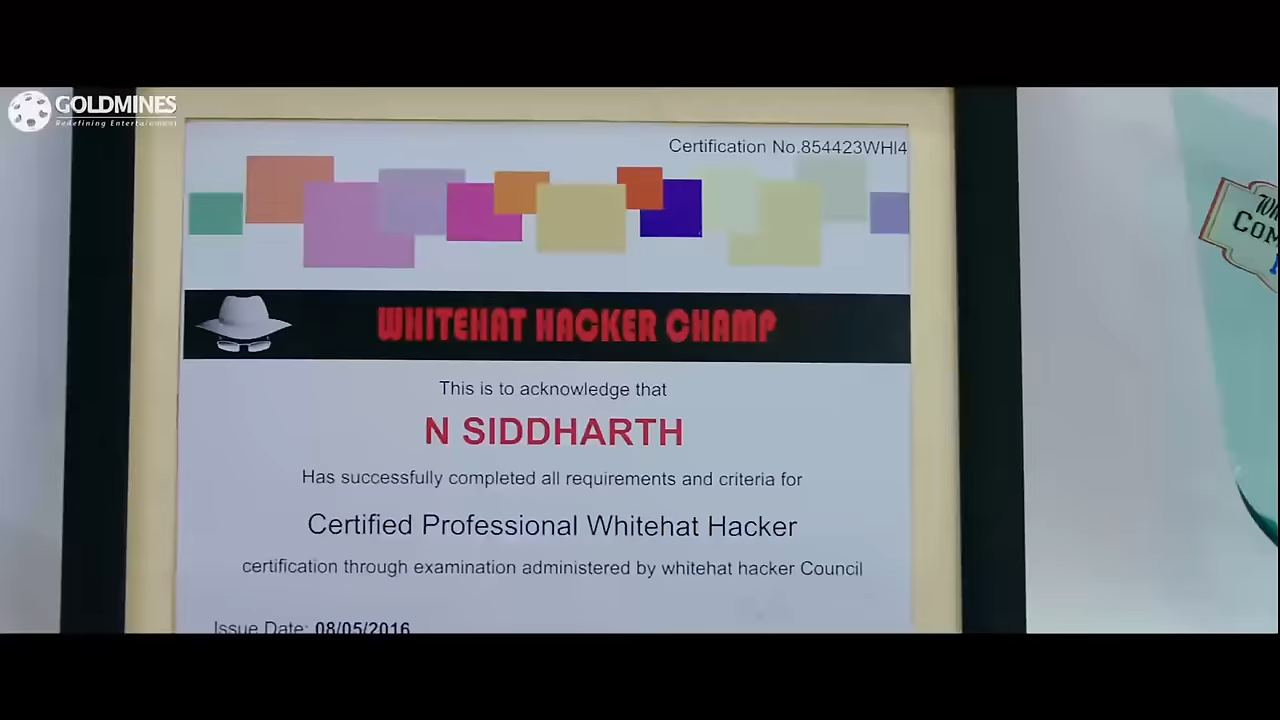 GOLDMINES
Redefining Entertainment
Certification No.854423WHI4
WHITEHAT HACKER CHAMP
This is to acknowledge that
N SIDDHARTH
Has successfully completed all requirements and criteria for
Certified Professional Whitehat Hacker
certification through examination administered by whitehat hacker Council
Issue Date: 08/05/2016